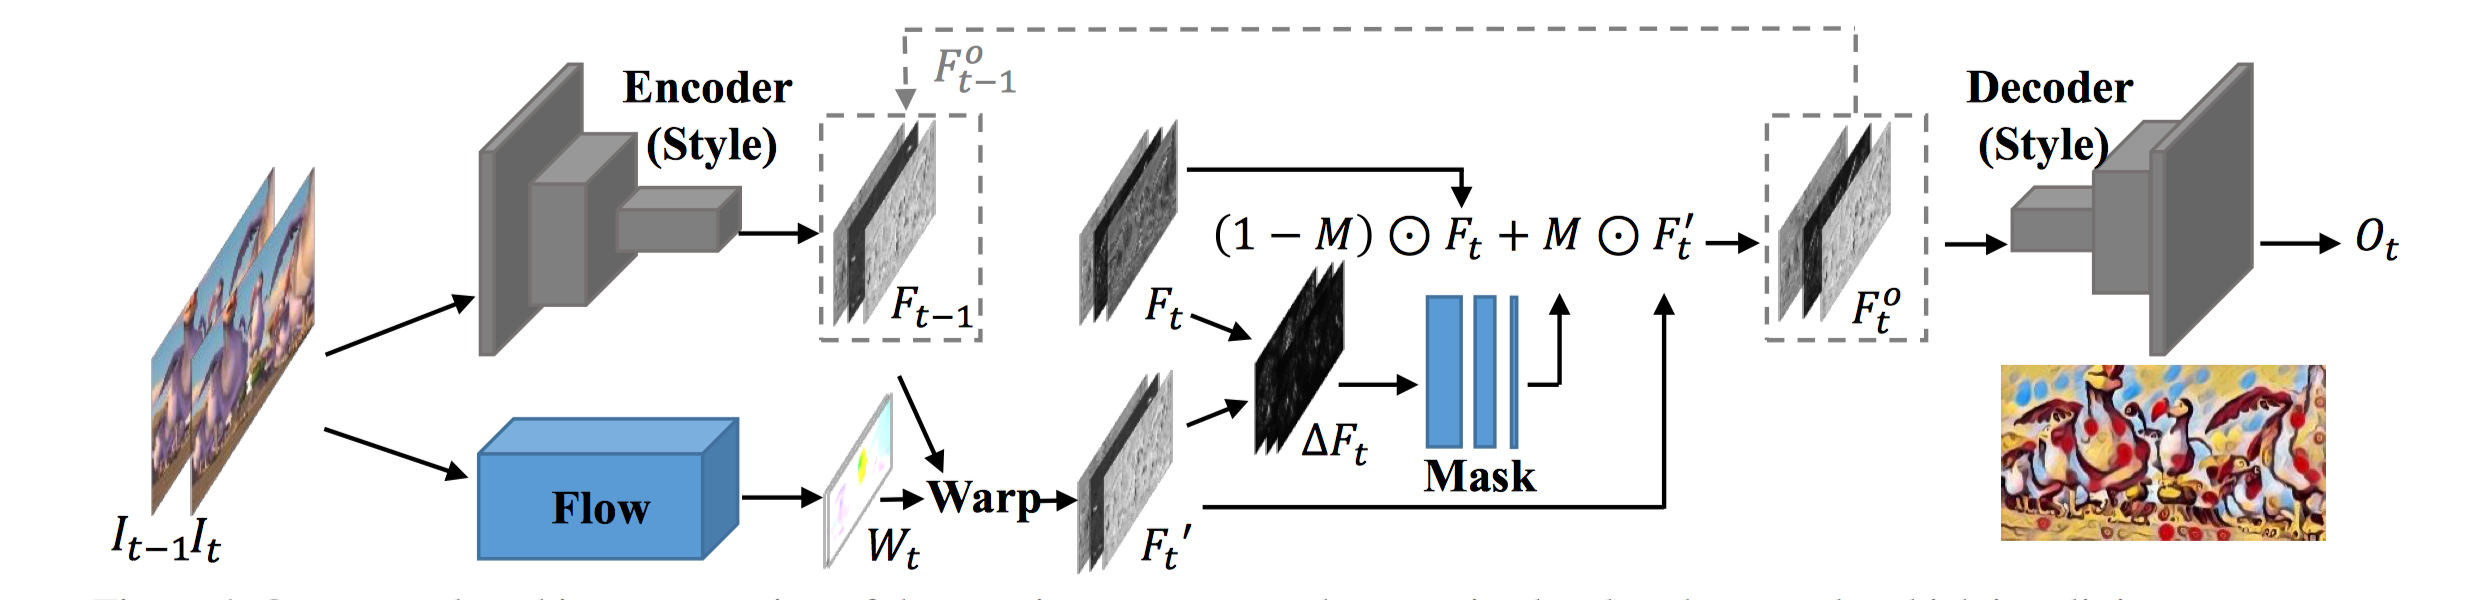 Encoder
(Style)
F^o_{t-1}
Decoder
(Style)
(1 − M) ⊙ F_t + M ⊙ F_t′
O_t
F_{t−1}
F_t
F^o_t
ΔF_t
Mask
Flow
Warp
I_{t−1} I_t
W_t
F_t′